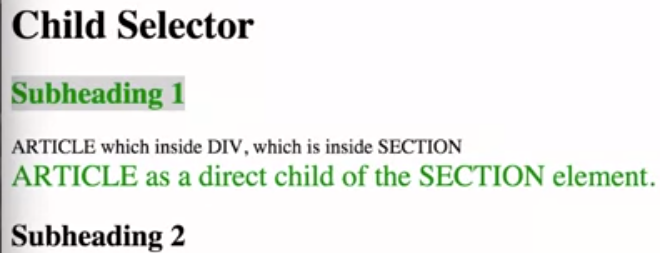 Child Selector
Subheading 1
ARTICLE which inside DIV, which is inside SECTION
ARTICLE as a direct child of the SECTION element.
Subheading 2